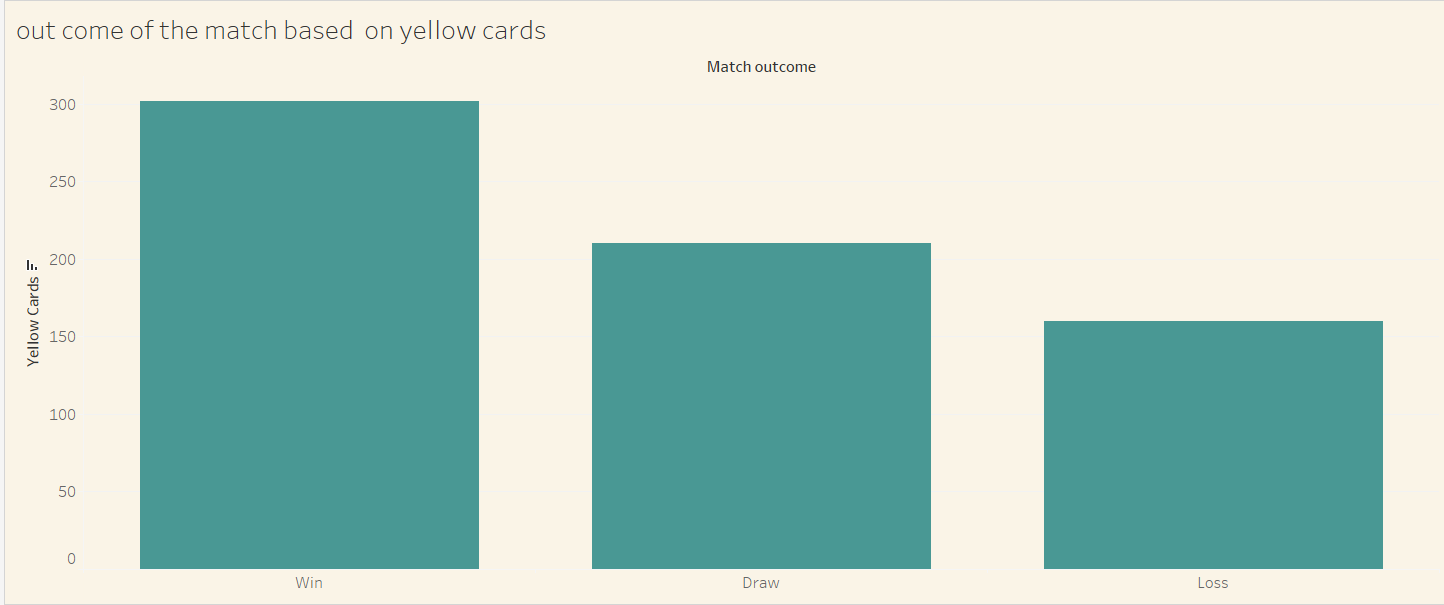 out come of the match based  on yellow cards
Match outcome
Yellow Cards
300
250
200
150
100
50
0
Win
Draw
Loss